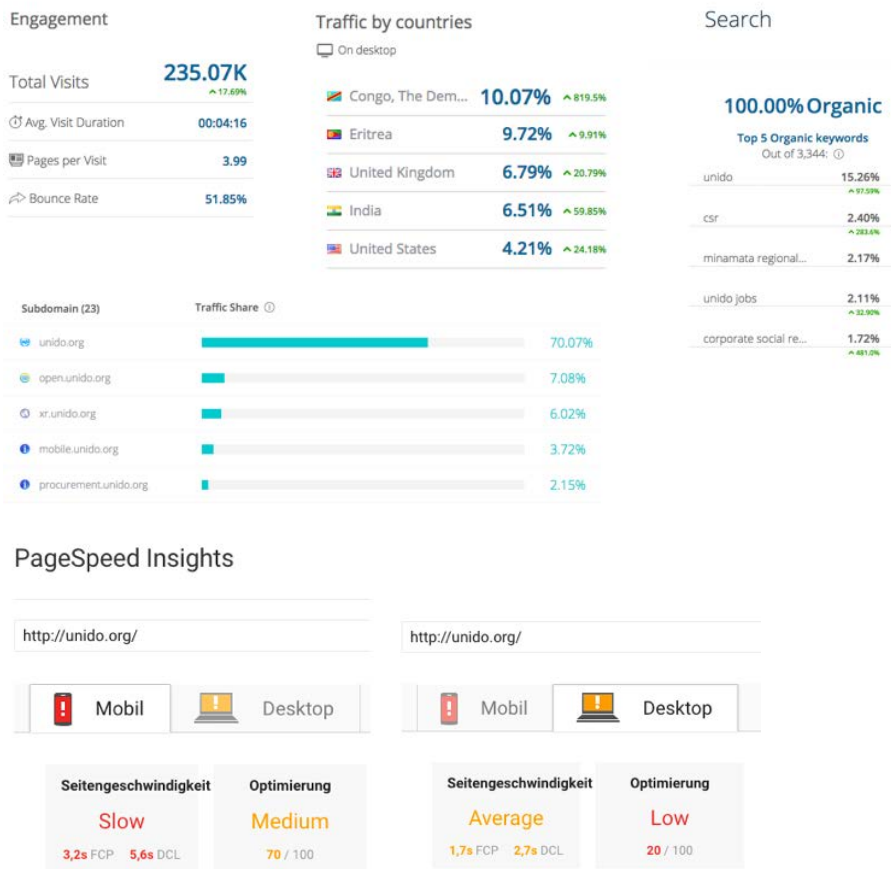 Engagement
Total Visits 235.07K
17.69%
Avg. Visit Duration 00:04:16
Pages per Visit 3.99
Bounce Rate 51.85%
Traffic by countries
On desktop
Congo, The Dem... 10.07% 819.5%
Eritrea 9.72% 9.91%
United Kingdom 6.79% 20.79%
India 6.51% 59.85%
United States 4.21% 24.18%
Search
100.00% Organic
Top 5 Organic keywords
Out of 3,344:
unido 15.26%
97.59%
csr 2.40%
283.6%
minamata regional... 2.17%
unido jobs 2.11%
32.90%
corporate social re... 1.72%
481.0%
Subdomain (23) Traffic Share
unido.org 70.07%
open.unido.org 7.08%
xr.unido.org 6.02%
mobile.unido.org 3.72%
procurement.unido.org 2.15%
PageSpeed Insights
http://unido.org/
Mobil Desktop
Seitengeschwindigkeit Optimierung
Slow Medium
3,2s FCP 5,6s DCL 70 / 100
http://unido.org/
Mobil Desktop
Seitengeschwindigkeit Optimierung
Average Low
1,7s FCP 2,7s DCL 20 / 100